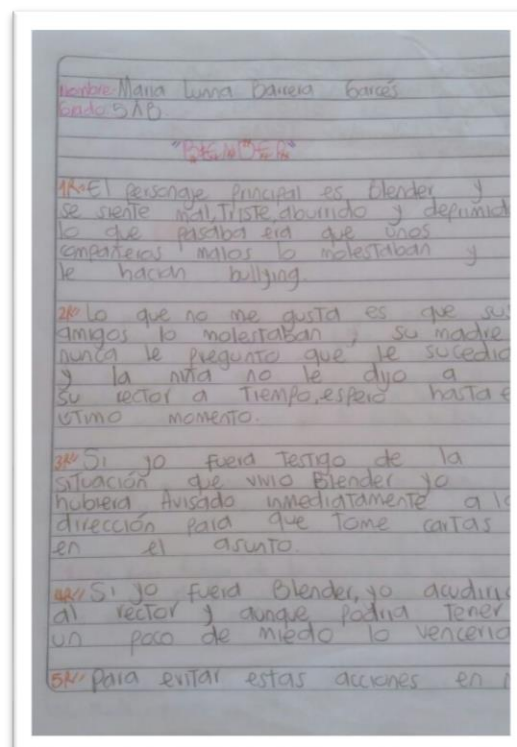 Nombre: Maria Luna Barrera Garcés
Grado: 5AB
"BENDER"
1R// El personaje principal es blender y
se siente mal, Triste, aburrido y deprimid
lo que pasaba era que unos
compañeros malos lo molestaban y
le hacian bullying.
2R// Lo que no me gusta es que sus
amigos lo molestaban, su madre
nunca le pregunto que le sucedio
y la niña no le dijo a
su rector a Tiempo, espero hasta e
utimo momento.
3R// Si yo fuera Testigo de la
situación que vivio Blender yo
hubiera Avisado inmediatamente a la
dirección para que Tome carTas
en el asunto.
4R// Si yo fuera Blender, yo acudiria
al rector y aunque podria Tener
un poco de miedo lo venceria
5R// Para evitar estas acciones en